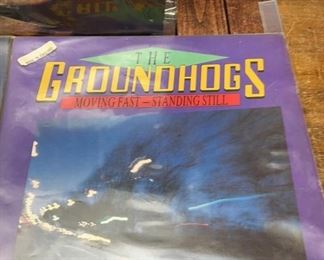 THE
GROUNDHOGS
MOVING FAST – STANDING STILL